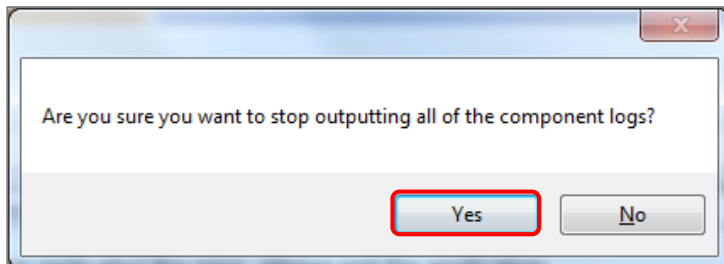 Are you sure you want to stop outputting all of the component logs?
Yes
No